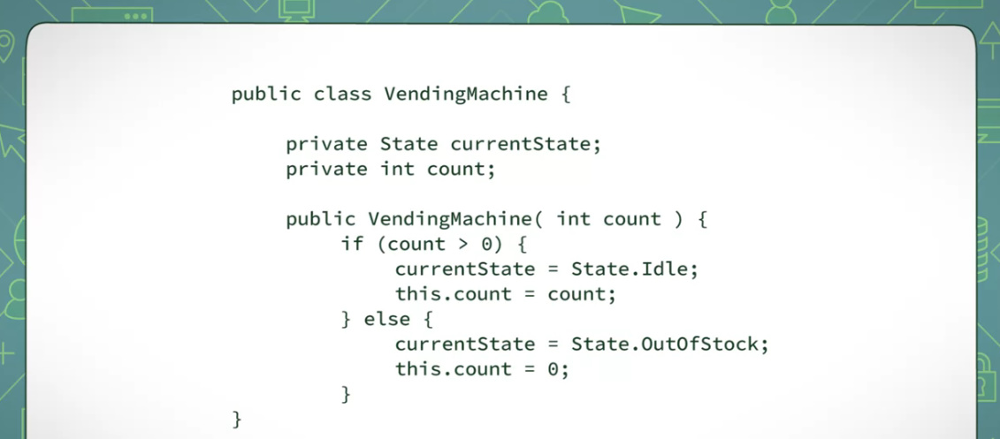 public class VendingMachine {
private State currentState;
private int count;
public VendingMachine( int count ) {
if (count > 0) {
currentState = State.Idle;
this.count = count;
} else {
currentState = State.OutOfStock;
this.count = 0;
}
}